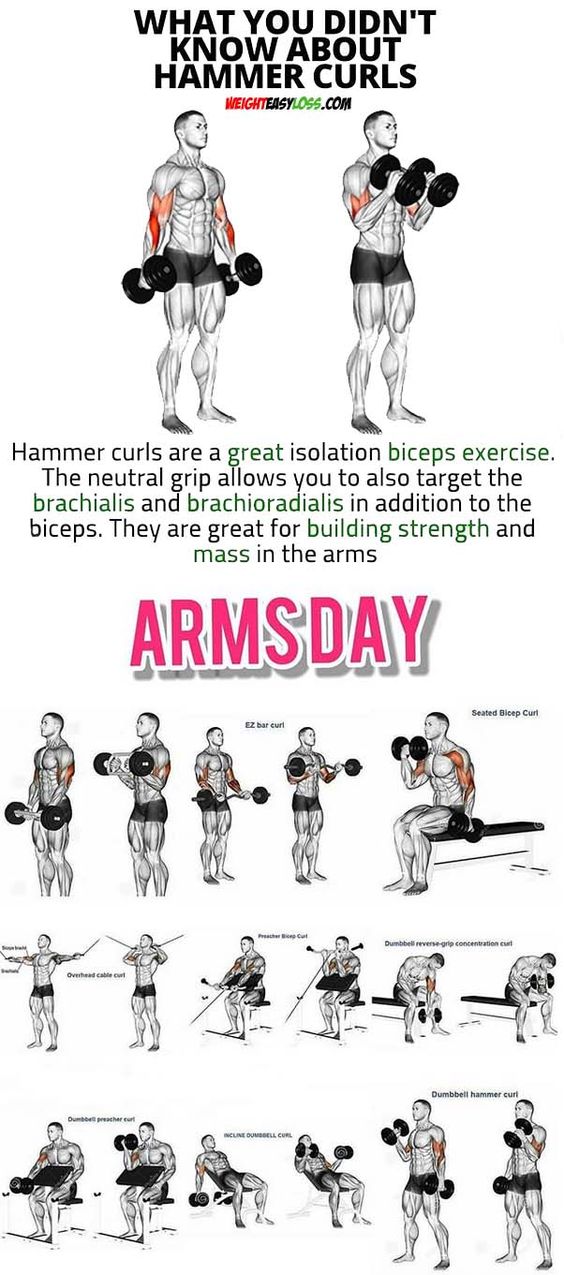 WHAT YOU DIDN'T
KNOW ABOUT
HAMMER CURLS
WEIGHTEASYLOSS.COM
Hammer curls are a great isolation biceps exercise.
The neutral grip allows you to also target the
brachialis and brachioradialis in addition to the
biceps. They are great for building strength and
mass in the arms
ARMS DAY
EZ bar curl
Seated Bicep Curl
Biceps brachii
Brachialis
Overhead cable curl
Preacher Bicep Curl
Dumbbell reverse-grip concentration curl
Dumbbell preacher curl
INCLINE DUMBBELL CURL
Dumbbell hammer curl